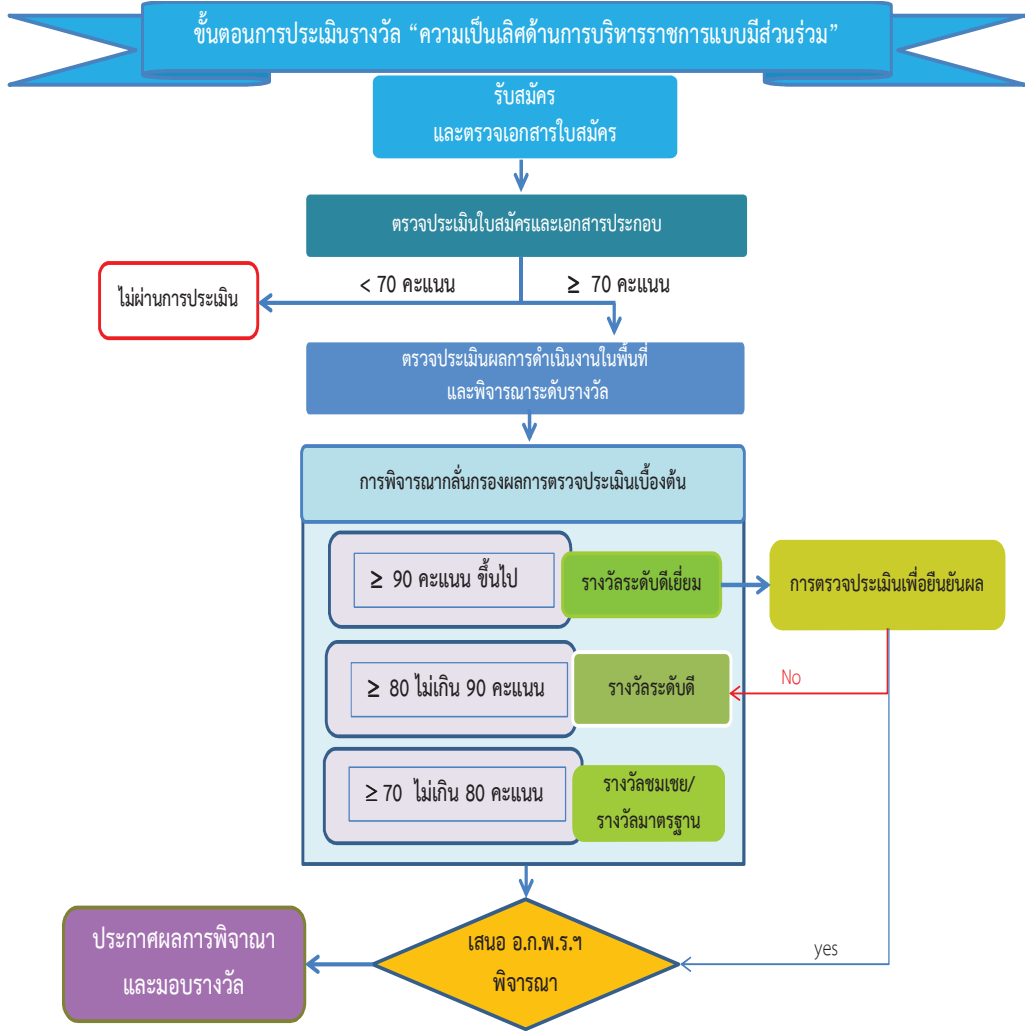 ขั้นตอนการประเมินรางวัล “ความเป็นเลิศด้านการบริหารราชการแบบมีส่วนร่วม”
รับสมัคร
และตรวจเอกสารใบสมัคร
ตรวจประเมินใบสมัครและเอกสารประกอบ
< 70 คะแนน
≥ 70 คะแนน
ไม่ผ่านการประเมิน
ตรวจประเมินผลการดำเนินงานในพื้นที่
และพิจารณาระดับรางวัล
การพิจารณากลั่นกรองผลการตรวจประเมินเบื้องต้น
≥ 90 คะแนน ขึ้นไป
รางวัลระดับดีเยี่ยม
การตรวจประเมินเพื่อยืนยันผล
≥ 80 ไม่เกิน 90 คะแนน
รางวัลระดับดี
No
≥ 70 ไม่เกิน 80 คะแนน
รางวัลชมเชย/
รางวัลมาตรฐาน
เสนอ อ.ก.พ.ร.ฯ
พิจารณา
yes
ประกาศผลการพิจาณา
และมอบรางวัล